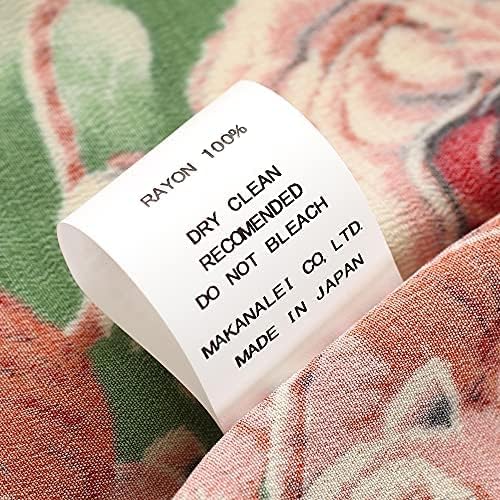 RAYON 100%
DRY CLEAN
RECOMENDED
DO NOT BLEACH
MAKANALEI CO, LTD.
MADE IN JAPAN